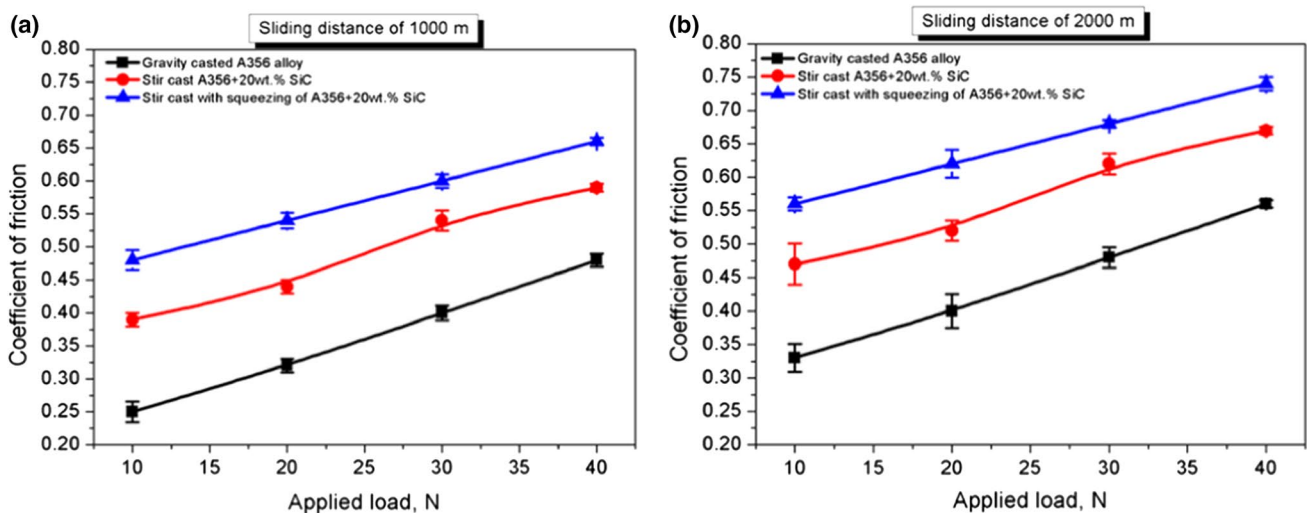 (a)
Sliding distance of 1000 m
Gravity casted A356 alloy
Stir cast A356+20wt.% SiC
Stir cast with squeezing of A356+20wt.% SiC
Coefficient of friction
0.80
0.75
0.70
0.65
0.60
0.55
0.50
0.45
0.40
0.35
0.30
0.25
0.20
10 15 20 25 30 35 40
Applied load, N
(b)
Sliding distance of 2000 m
Gravity casted A356 alloy
Stir cast A356+20wt.% SiC
Stir cast with squeezing of A356+20wt.% SiC
Coefficient of friction
0.80
0.75
0.70
0.65
0.60
0.55
0.50
0.45
0.40
0.35
0.30
0.25
0.20
10 15 20 25 30 35 40
Applied load, N